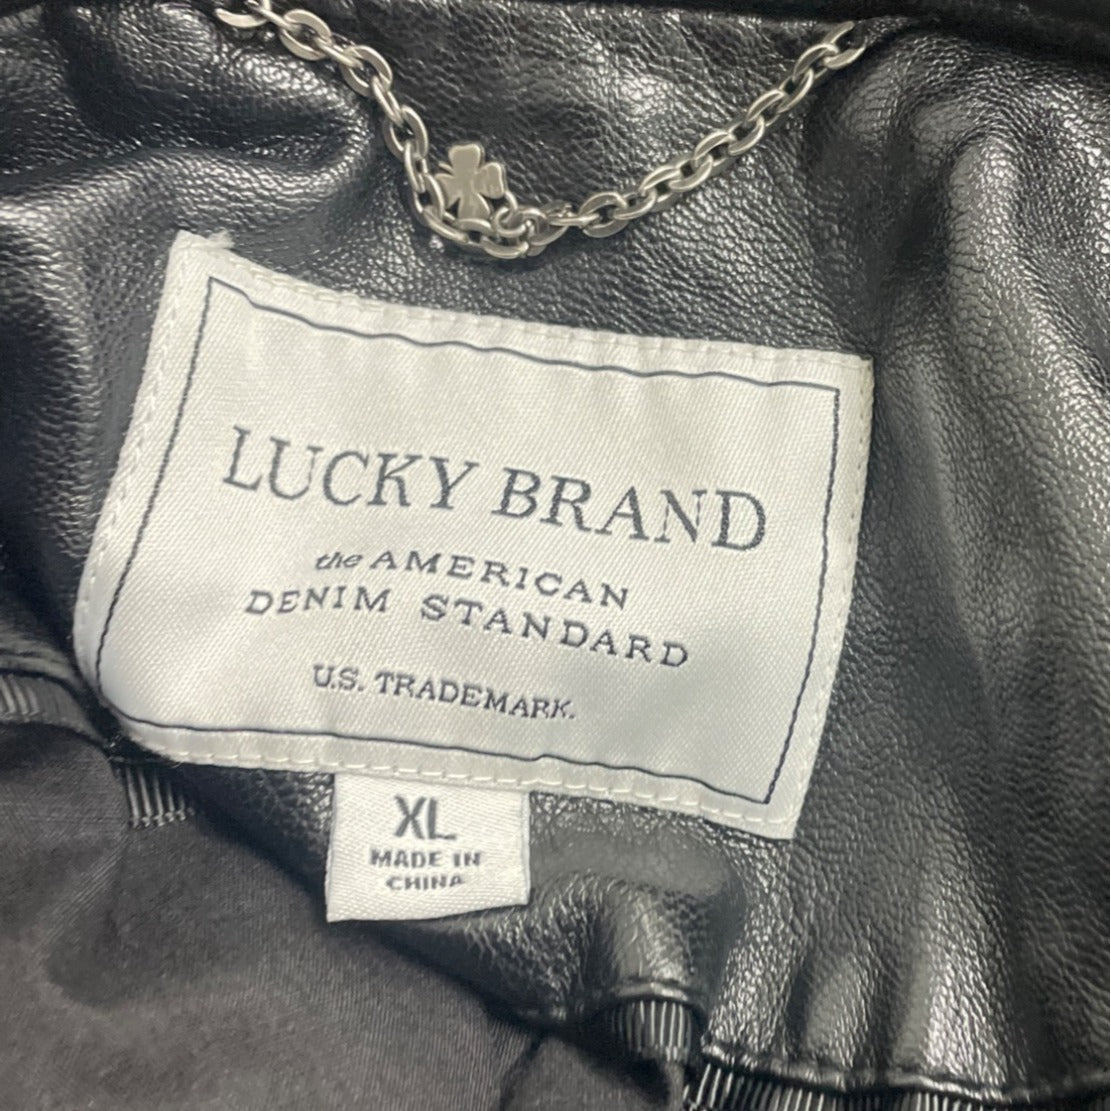 LUCKY BRAND
the AMERICAN
DENIM STANDARD
U.S. TRADEMARK.
XL
MADE IN
CHINA